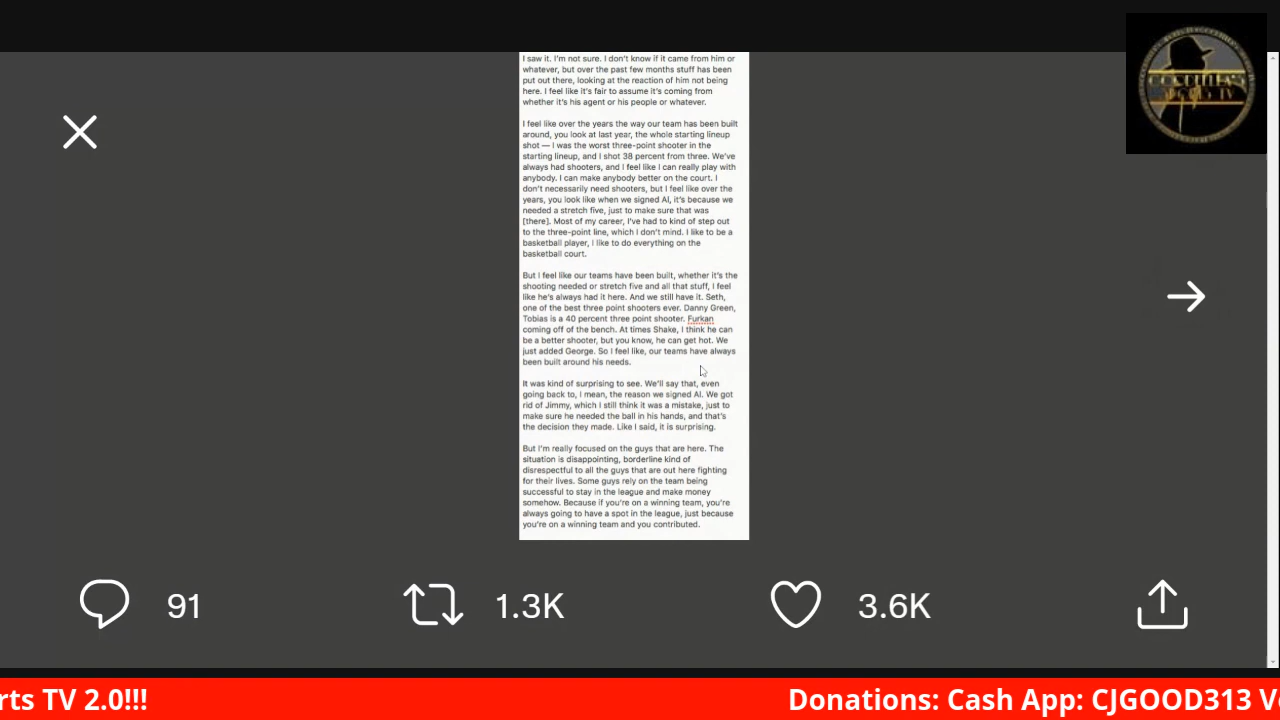 I saw it. I'm not sure. I don't know if it came from him or
whatever, but over the past few months stuff has been
put out there, looking at the reaction of him not being
here. I feel like it's fair to assume it's coming from
whether it's his agent or his people or whatever.
I feel like over the years the way our team has been built
around, you look at last year, the whole starting lineup
shot — I was the worst three-point shooter in the
starting lineup, and I shot 38 percent from three. We've
always had shooters, and I feel like I can really play with
anybody. I can make anybody better on the court. I
don't necessarily need shooters, but I feel like over the
years, you look like when we signed Al, it's because we
needed a stretch five, just to make sure that was
[there]. Most of my career, I've had to kind of step out
to the three-point line, which I don't mind. I like to be a
basketball player, I like to do everything on the
basketball court.
But I feel like our teams have been built, whether it's the
shooting needed or stretch five and all that stuff, I feel
like he's always had it here. And we still have it. Seth,
one of the best three point shooters ever. Danny Green,
Tobias is a 40 percent three point shooter. Furkan
coming off of the bench. At times Shake, I think he can
be a better shooter, but you know, he can get hot. We
just added George. So I feel like, our teams have always
been built around his needs.
It was kind of surprising to see. We'll say that, even
going back to, I mean, the reason we signed Al. We got
rid of Jimmy, which I still think it was a mistake, just to
make sure he needed the ball in his hands, and that's
the decision they made. Like I said, it is surprising.
But I'm really focused on the guys that are here. The
situation is disappointing, borderline kind of
disrespectful to all the guys that are out here fighting
for their lives. Some guys rely on the team being
successful to stay in the league and make money
somehow. Because if you're on a winning team, you're
always going to have a spot in the league, just because
you're on a winning team and you contributed.
91
1.3K
3.6K
rts TV 2.0!!!
Donations: Cash App: CJGOOD313 V